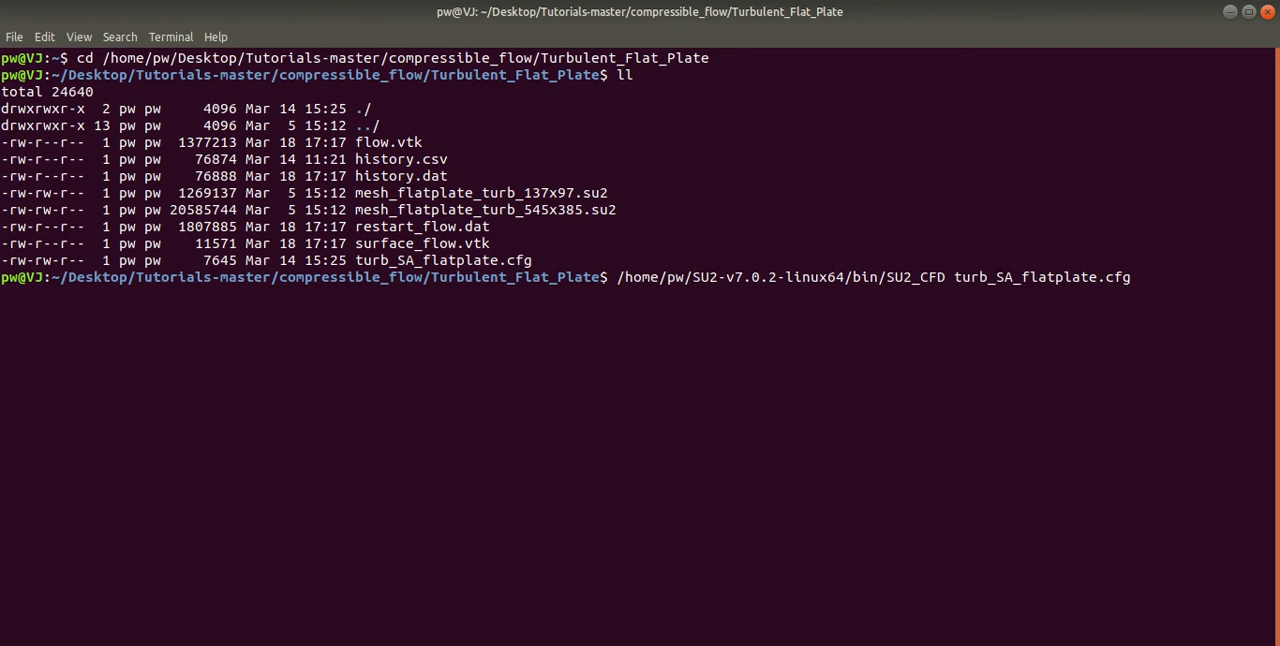 pw@VJ: ~/Desktop/Tutorials-master/compressible_flow/Turbulent_Flat_Plate
File Edit View Search Terminal Help
pw@VJ:~$ cd /home/pw/Desktop/Tutorials-master/compressible_flow/Turbulent_Flat_Plate
pw@VJ:~/Desktop/Tutorials-master/compressible_flow/Turbulent_Flat_Plate$ ll
total 24640
drwxrwxr-x  2 pw pw     4096 Mar 14 15:25 ./
drwxrwxr-x 13 pw pw     4096 Mar  5 15:12 ../
-rw-r--r--  1 pw pw  1377213 Mar 18 17:17 flow.vtk
-rw-rw-r--  1 pw pw    76874 Mar 14 11:21 history.csv
-rw-rw-r--  1 pw pw    76888 Mar 18 17:17 history.dat
-rw-rw-r--  1 pw pw  1269137 Mar  5 15:12 mesh_flatplate_turb_137x97.su2
-rw-rw-r--  1 pw pw 20585744 Mar  5 15:12 mesh_flatplate_turb_545x385.su2
-rw-rw-r--  1 pw pw  1807885 Mar 18 17:17 restart_flow.dat
-rw-r--r--  1 pw pw    11571 Mar 18 17:17 surface_flow.vtk
-rw-rw-r--  1 pw pw     7645 Mar 14 15:25 turb_SA_flatplate.cfg
pw@VJ:~/Desktop/Tutorials-master/compressible_flow/Turbulent_Flat_Plate$ /home/pw/SU2-v7.0.2-linux64/bin/SU2_CFD turb_SA_flatplate.cfg